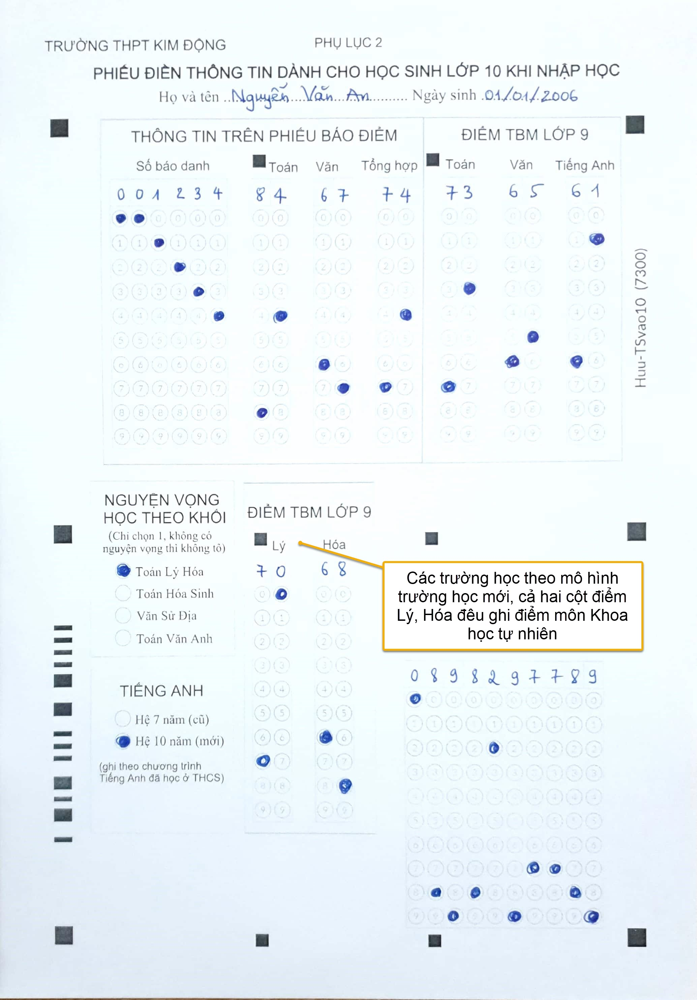 TRƯỜNG THPT KIM ĐỘNG
PHỤ LỤC 2
PHIẾU ĐIỀN THÔNG TIN DÀNH CHO HỌC SINH LỚP 10 KHI NHẬP HỌC
Họ và tên ..Nguyễn....Văn...An........... Ngày sinh .01/01/.2006
THÔNG TIN TRÊN PHIẾU BÁO ĐIỂM
Số báo danh
Toán Văn Tổng hợp
0 0 1 2 3 4 8 4 6 7 7 4
ĐIỂM TBM LỚP 9
Toán Văn Tiếng Anh
7 3 6 5 6 1
Huu-TSvao10 (7300)
NGUYỆN VỌNG
HỌC THEO KHỐI
(Chỉ chọn 1, không có
nguyện vọng thì không tô)
Toán Lý Hóa
Toán Hóa Sinh
Văn Sử Địa
Toán Văn Anh
TIẾNG ANH
Hệ 7 năm (cũ)
Hệ 10 năm (mới)
(ghi theo chương trình
Tiếng Anh đã học ở THCS)
ĐIỂM TBM LỚP 9
Lý Hóa
7 0 6 8
Các trường học theo mô hình
trường học mới, cả hai cột điểm
Lý, Hóa đêu ghi điểm môn Khoa
học tự nhiên
0 8 9 8 2 9 7 7 8 9